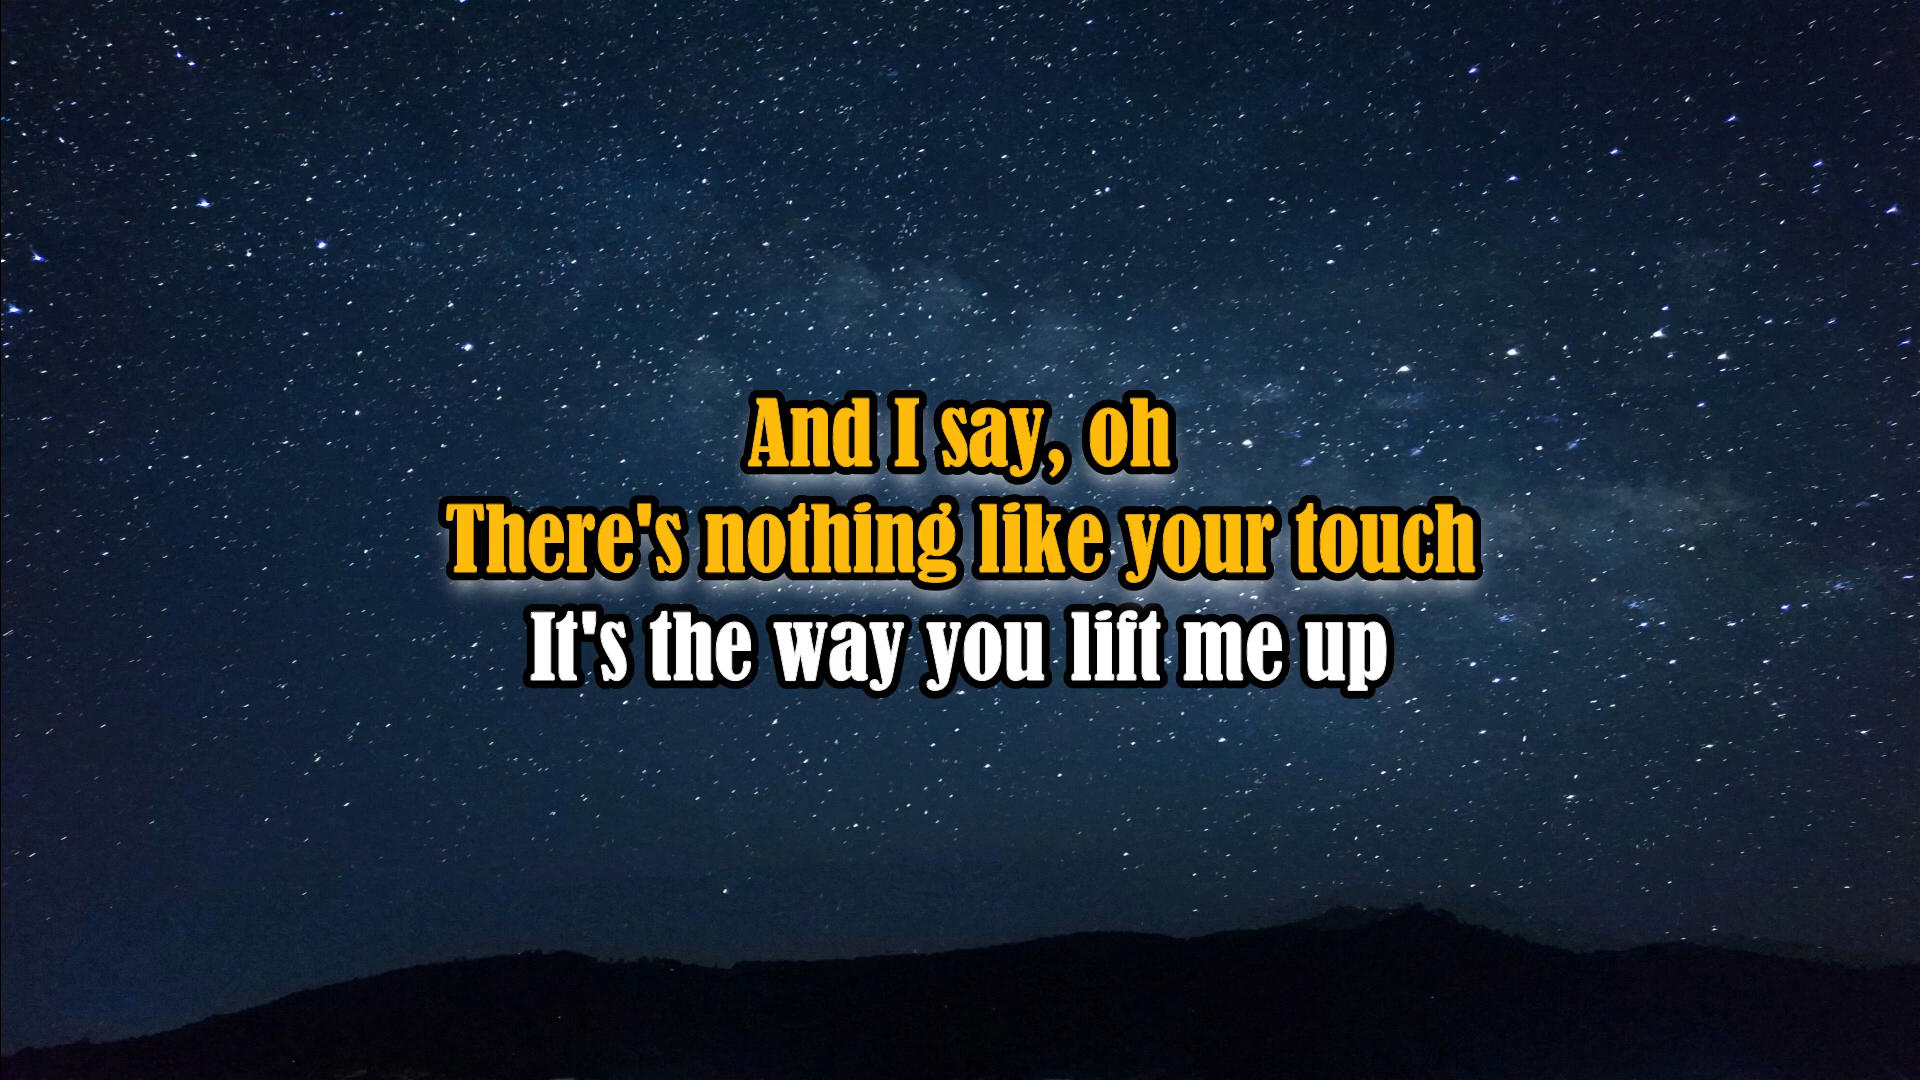 And I say, oh
There's nothing like your touch
It's the way you lift me up